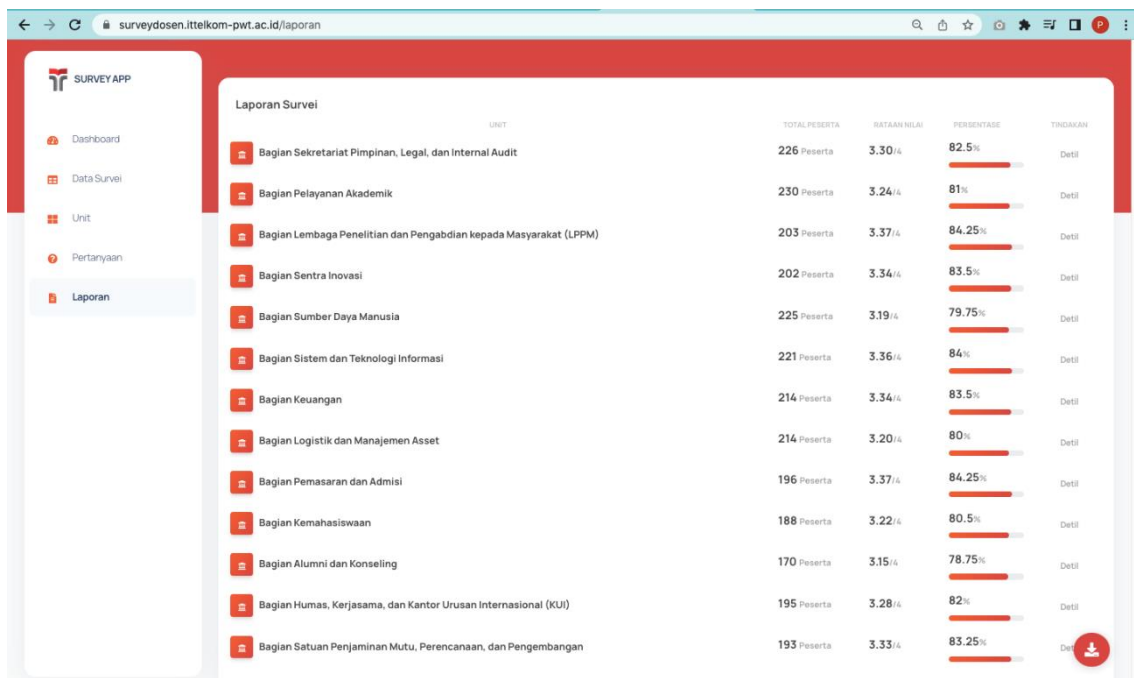 surveydosen.ittelkom-pwt.ac.id/laporan
P
SURVEY APP
Dashboard
Data Survei
Unit
Pertanyaan
Laporan
Laporan Survei
UNIT TOTAL PESERTA RATAAN NILAI PERSENTASE TINDAKAN
Bagian Sekretariat Pimpinan, Legal, dan Internal Audit 226 Peserta 3.30/4 82.5% Detil
Bagian Pelayanan Akademik 230 Peserta 3.24/4 81% Detil
Bagian Lembaga Penelitian dan Pengabdian kepada Masyarakat (LPPM) 203 Peserta 3.37/4 84.25% Detil
Bagian Sentra Inovasi 202 Peserta 3.34/4 83.5% Detil
Bagian Sumber Daya Manusia 225 Peserta 3.19/4 79.75% Detil
Bagian Sistem dan Teknologi Informasi 221 Peserta 3.36/4 84% Detil
Bagian Keuangan 214 Peserta 3.34/4 83.5% Detil
Bagian Logistik dan Manajemen Asset 214 Peserta 3.20/4 80% Detil
Bagian Pemasaran dan Admisi 196 Peserta 3.37/4 84.25% Detil
Bagian Kemahasiswaan 188 Peserta 3.22/4 80.5% Detil
Bagian Alumni dan Konseling 170 Peserta 3.15/4 78.75% Detil
Bagian Humas, Kerjasama, dan Kantor Urusan Internasional (KUI) 195 Peserta 3.28/4 82% Detil
Bagian Satuan Penjaminan Mutu, Perencanaan, dan Pengembangan 193 Peserta 3.33/4 83.25%